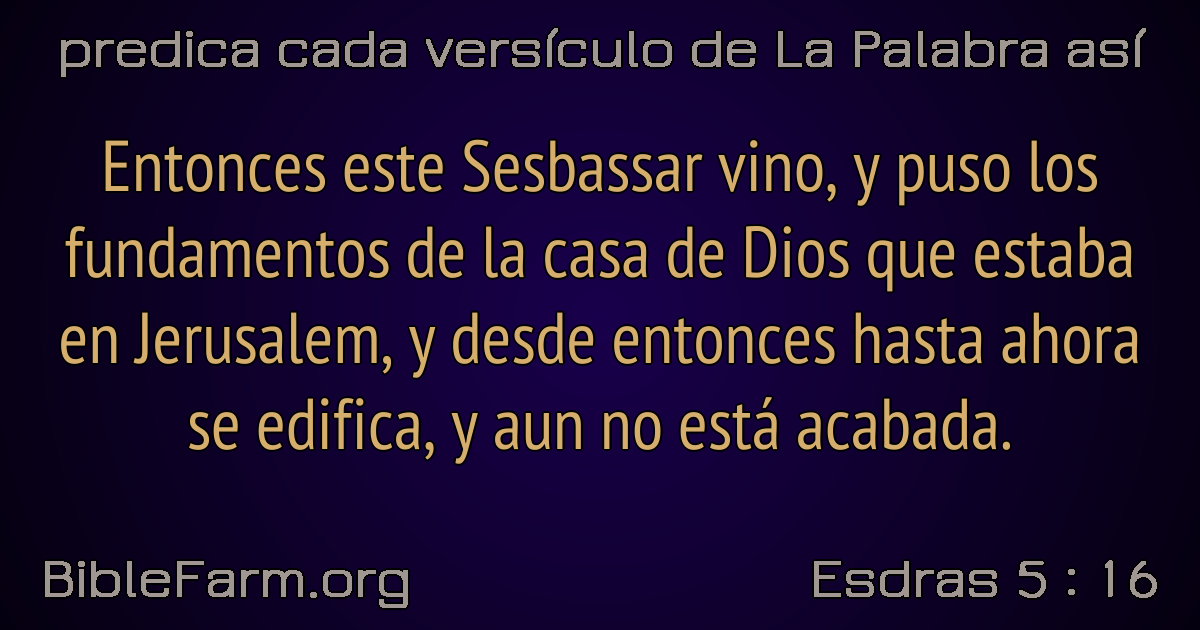 predica cada versículo de La Palabra así
Entonces este Sesbassar vino, y puso los
fundamentos de la casa de Dios que estaba
en Jerusalem, y desde entonces hasta ahora
se edifica, y aun no está acabada.
BibleFarm.org
Esdras 5 : 16